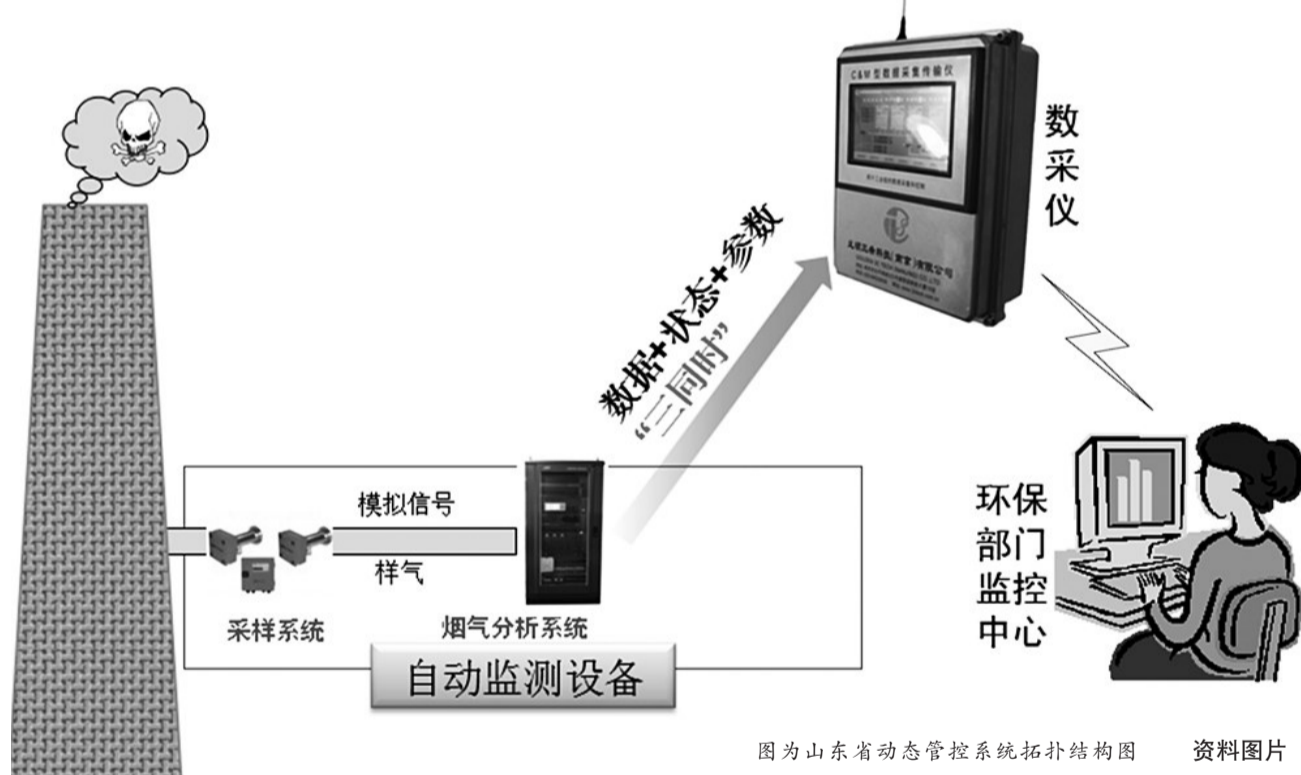 C&M型数据采集传输仪
数采仪
数据+状态+参数
“三同时”
模拟信号
样气
采样系统
烟气分析系统
自动监测设备
环保
部门
监控
中心
图为山东省动态管控系统拓扑结构图
资料图片